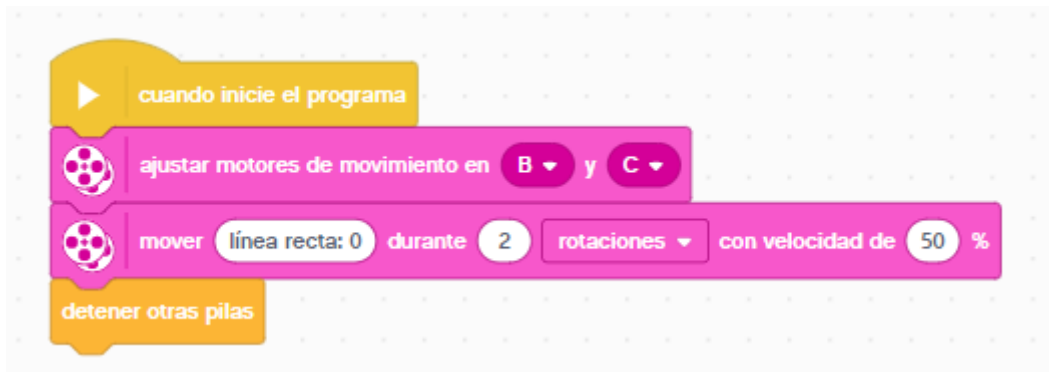 cuando inicie el programa
ajustar motores de movimiento en B y C
mover línea recta: 0 durante 2 rotaciones con velocidad de 50 %
detener otras pilas